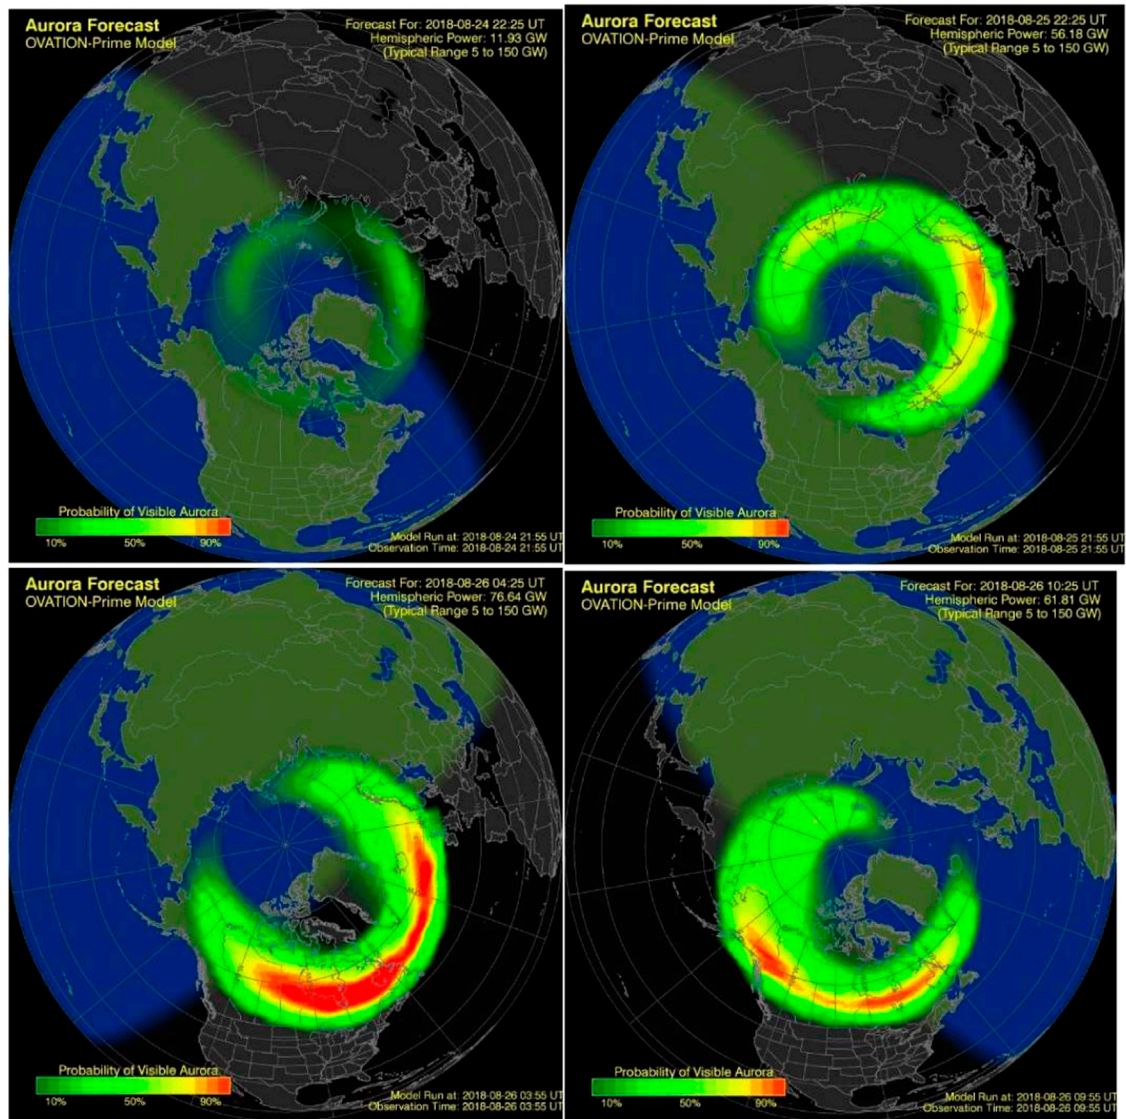 Aurora Forecast
OVATION-Prime Model
Forecast For: 2018-08-24 22:25 UT
Hemispheric Power: 11.93 GW
(Typical Range 5 to 150 GW)
Probability of Visible Aurora
10% 50% 90%
Model Run at: 2018-08-24 21:55 UT
Observation Time: 2018-08-24 21:55 UT
Aurora Forecast
OVATION-Prime Model
Forecast For: 2018-08-25 22:25 UT
Hemispheric Power: 56.18 GW
(Typical Range 5 to 150 GW)
Probability of Visible Aurora
10% 50% 90%
Model Run at: 2018-08-25 21:55 UT
Observation Time: 2018-08-25 21:55 UT
Aurora Forecast
OVATION-Prime Model
Forecast For: 2018-08-26 04:25 UT
Hemispheric Power: 76.64 GW
(Typical Range 5 to 150 GW)
Probability of Visible Aurora
10% 50% 90%
Model Run at: 2018-08-26 03:55 UT
Observation Time: 2018-08-26 03:55 UT
Aurora Forecast
OVATION-Prime Model
Forecast For: 2018-08-26 10:25 UT
Hemispheric Power: 61.81 GW
(Typical Range 5 to 150 GW)
Probability of Visible Aurora
10% 50% 90%
Model Run at: 2018-08-26 09:55 UT
Observation Time: 2018-08-26 09:55 UT